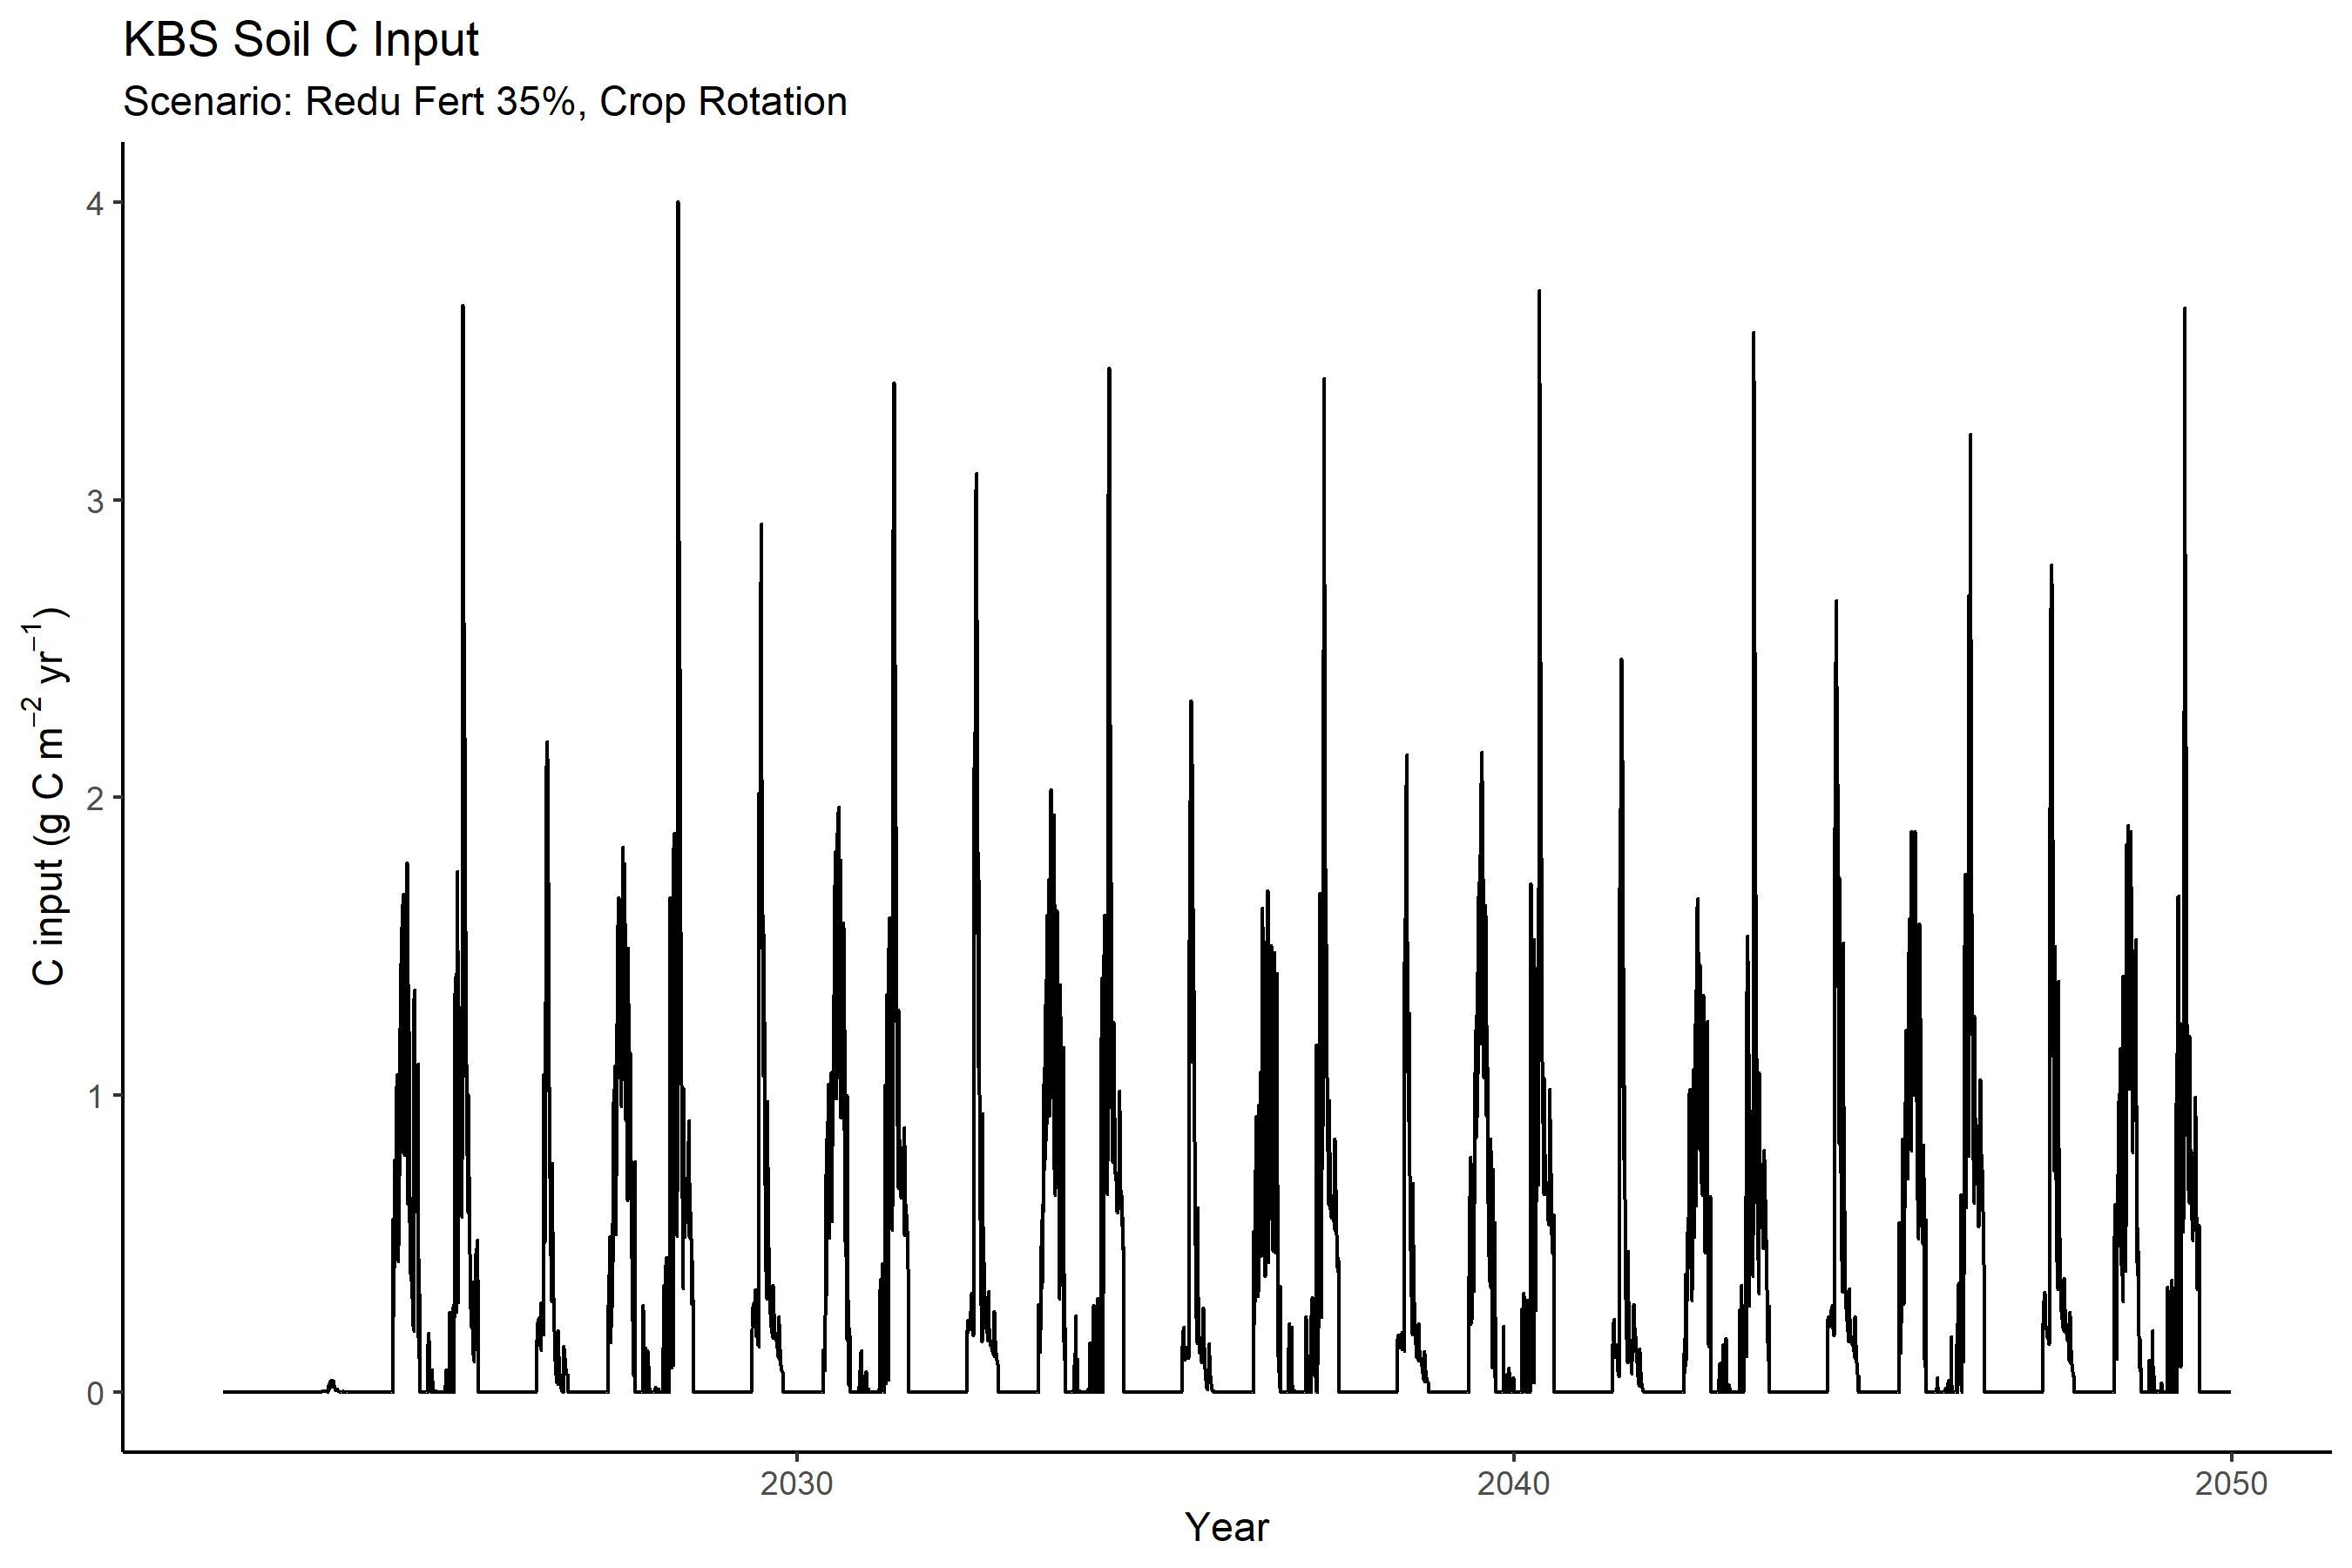 KBS Soil C Input
Scenario: Redu Fert 35%, Crop Rotation
C input (g C m⁻² yr⁻¹)
4
3
2
1
0
2030 2040 2050
Year